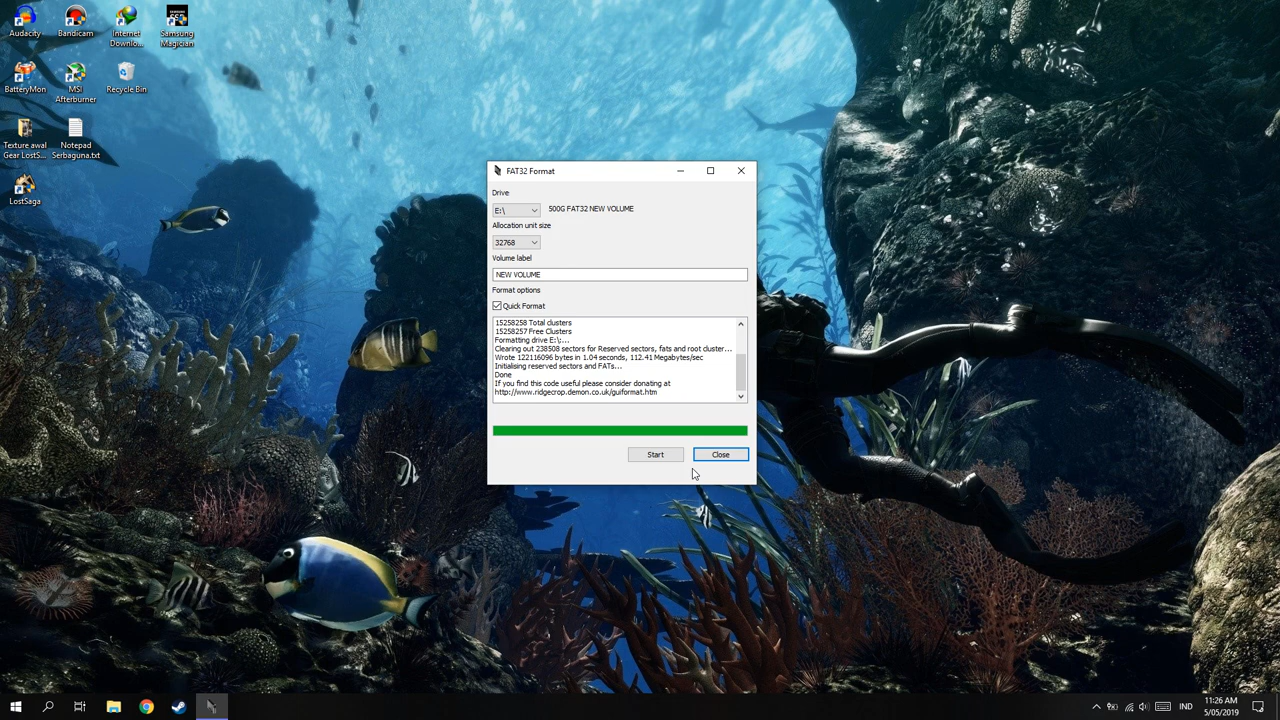 Audacity
Bandicam
Internet
Downlo...
SAMSUNG
SSD
Samsung
Magician
BatteryMon
MSI
Afterburner
Recycle Bin
Texture awal
Gear LostS...
Notepad
Serbaguna.txt
LostSaga
FAT32 Format
Drive
E:\
500G FAT32 NEW VOLUME
Allocation unit size
32768
Volume label
NEW VOLUME
Format options
Quick Format
15258258 Total clusters
15258257 Free Clusters
Formatting drive E:\:...
Clearing out 238508 sectors for Reserved sectors, fats and root cluster...
Wrote 122116096 bytes in 1.04 seconds, 112.41 Megabytes/sec
Initialising reserved sectors and FATs...
Done
If you find this code useful please consider donating at
http://www.ridgecrop.demon.co.uk/guiformat.htm
Start
Close
IND
11:26 AM
5/05/2019